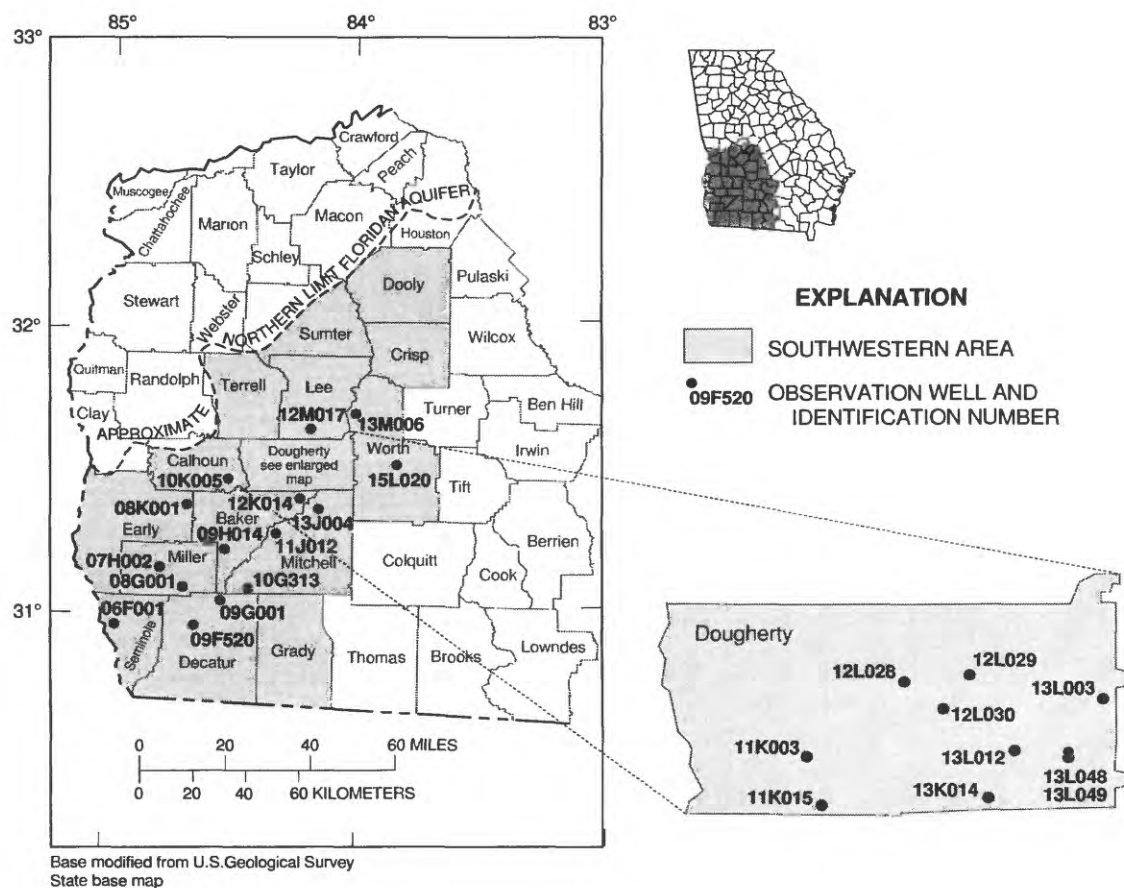 85°
84°
83°
33°
32°
31°
Crawford
Peach
Taylor
Muscogee
Chattahochee
Marion
Macon
Houston
Schley
NORTHERN LIMIT FLORIDAN AQUIFER
Dooly
Pulaski
Stewart
Webster
Sumter
Crisp
Wilcox
Quitman
Randolph
Terrell
Lee
Turner
Ben Hill
Clay
APPROXIMATE
12M017
13M006
Irwin
Calhoun
Dougherty
see enlarged
map
Worth
10K005
15L020
Tift
08K001
12K014
Baker
13J004
Early
09H014
11J012
Berrien
07H002
Miller
Mitchell
Colquitt
Cook
08G001
10G313
06F001
09G001
Seminole
09F520
Decatur
Grady
Thomas
Brooks
Lowndes
0 20 40 60 MILES
0 20 40 60 KILOMETERS
Base modified from U.S.Geological Survey
State base map
EXPLANATION
SOUTHWESTERN AREA
09F520
OBSERVATION WELL AND
IDENTIFICATION NUMBER
Dougherty
12L028
12L029
13L003
12L030
11K003
13L012
13L048
13L049
11K015
13K014